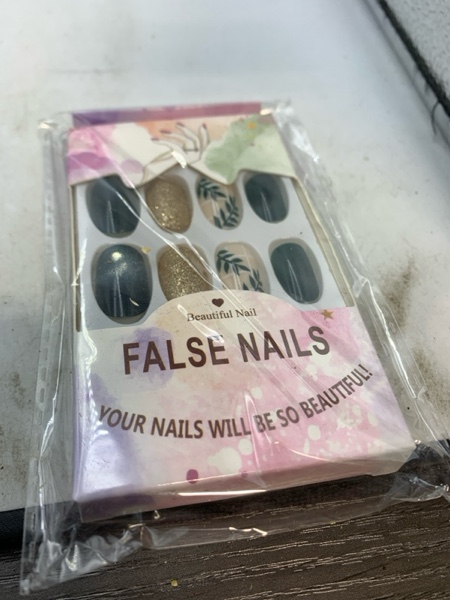 Beautiful Nail
FALSE NAILS
YOUR NAILS WILL BE SO BEAUTIFUL!